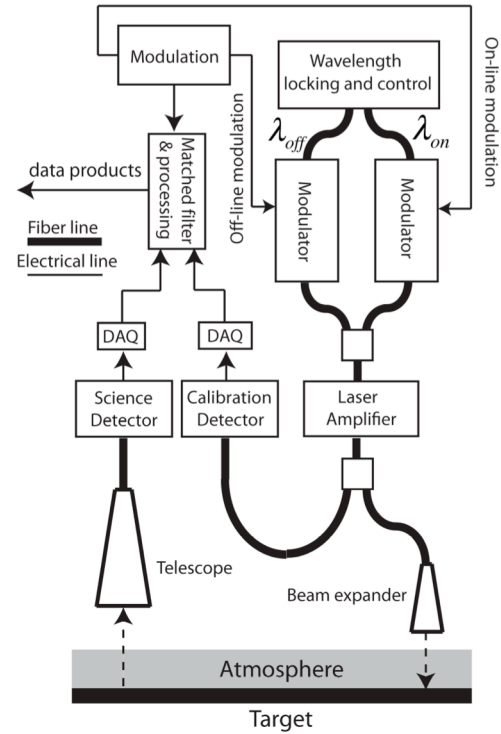 Modulation
Wavelength
locking and control
On-line modulation
λoff
λon
Off-line modulation
Matched filter
& processing
Modulator
Modulator
data products
Fiber line
Electrical line
DAQ
DAQ
Science
Detector
Calibration
Detector
Laser
Amplifier
Telescope
Beam expander
Atmosphere
Target